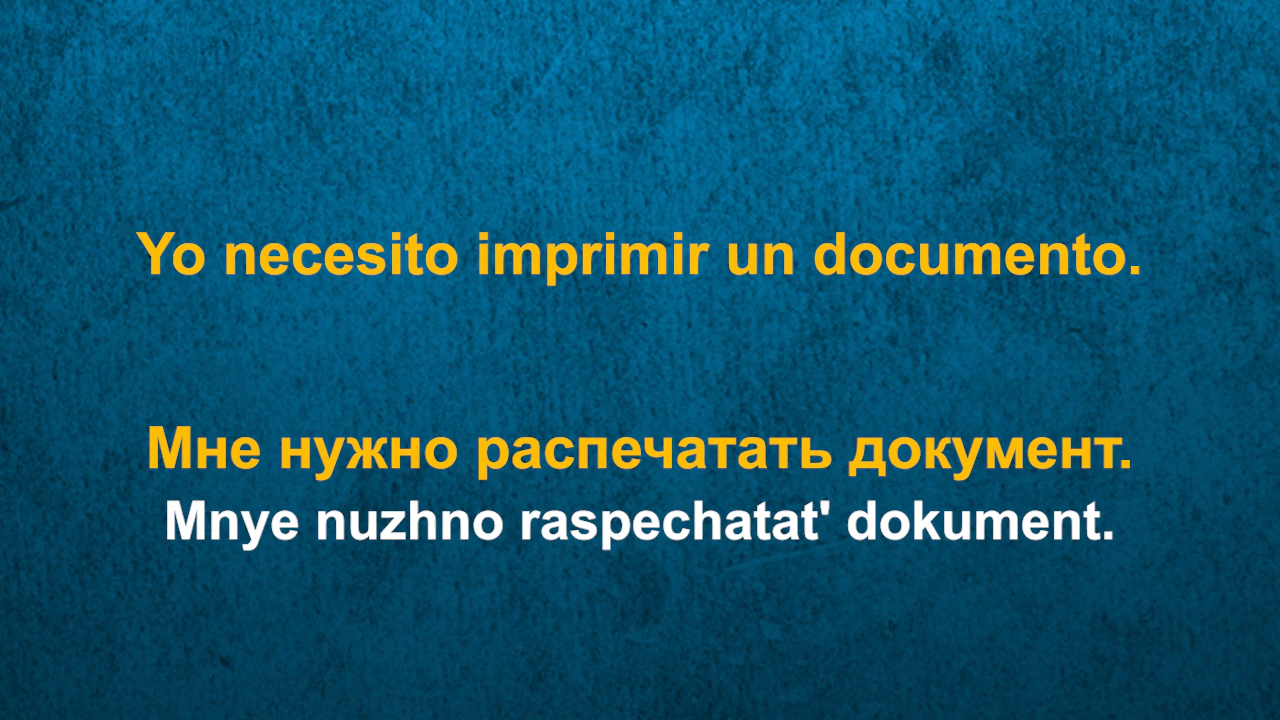 Yo necesito imprimir un documento.
Мне нужно распечатать документ.
Mnye nuzhno raspechatat' dokument.